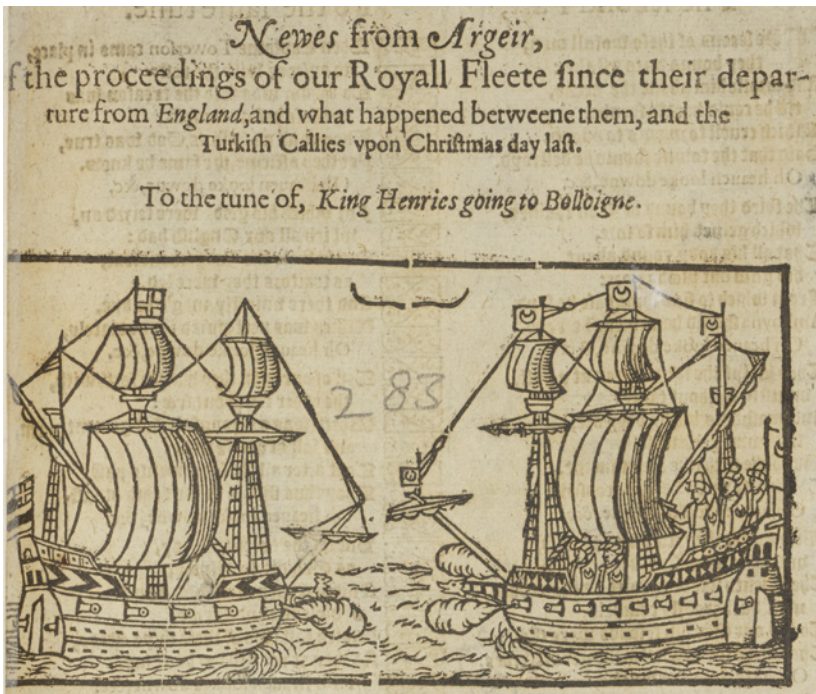 Newes from Argeir,
f the proceedings of our Royall Fleete ſince their depar-
ture from England, and what happened betweene them, and the
Turkiſh Callies vpon Chriſtmas day laſt.
To the tune of, King Henries going to Bolloigne.
283